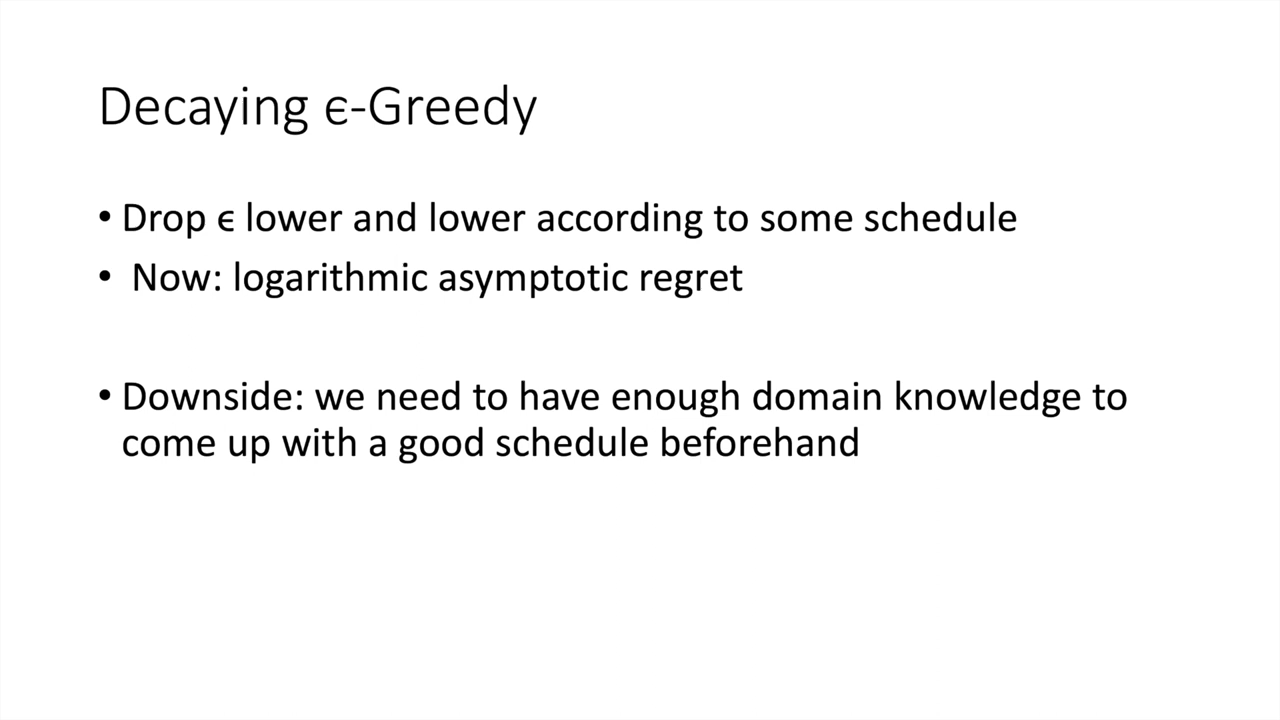 Decaying ϵ-Greedy
• Drop ϵ lower and lower according to some schedule
• Now: logarithmic asymptotic regret
• Downside: we need to have enough domain knowledge to
come up with a good schedule beforehand